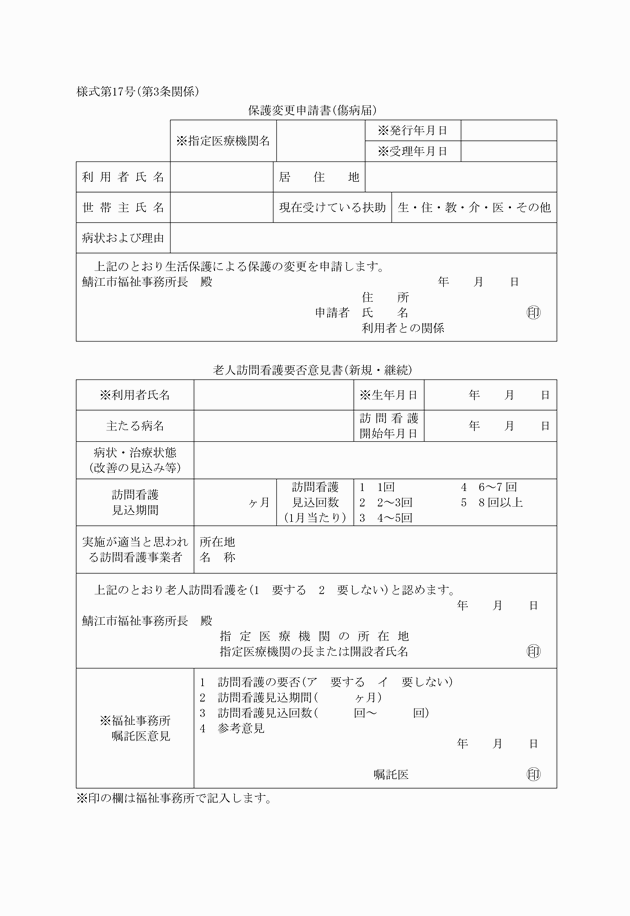 様式第17号(第3条関係)
保護変更申請書(傷病届)
※指定医療機関名
※発行年月日
※受理年月日
利用者氏名
居住地
世帯主氏名
現在受けている扶助
生・住・教・介・医・その他
病状および理由
上記のとおり生活保護による保護の変更を申請します。
鯖江市福祉事務所長　殿
年　月　日
住　所
申請者　氏　名　㊞
利用者との関係
老人訪問看護要否意見書(新規・継続)
※利用者氏名
※生年月日
年　月　日
主たる病名
訪問看護
開始年月日
年　月　日
病状・治療状態
(改善の見込み等)
訪問看護
見込期間
ヶ月
訪問看護
見込回数
(1月当たり)
1　1回　4　6～7回
2　2～3回　5　8回以上
3　4～5回
実施が適当と思われ
る訪問看護事業者
所在地
名　称
上記のとおり老人訪問看護を(1　要する　2　要しない)と認めます。
年　月　日
鯖江市福祉事務所長　殿
指定医療機関の所在地
指定医療機関の長または開設者氏名　㊞
※福祉事務所
嘱託医意見
1　訪問看護の要否(ア　要する　イ　要しない)
2　訪問看護見込期間(　　ヶ月)
3　訪問看護見込回数(　　回～　　回)
4　参考意見
年　月　日
嘱託医　㊞
※印の欄は福祉事務所で記入します。